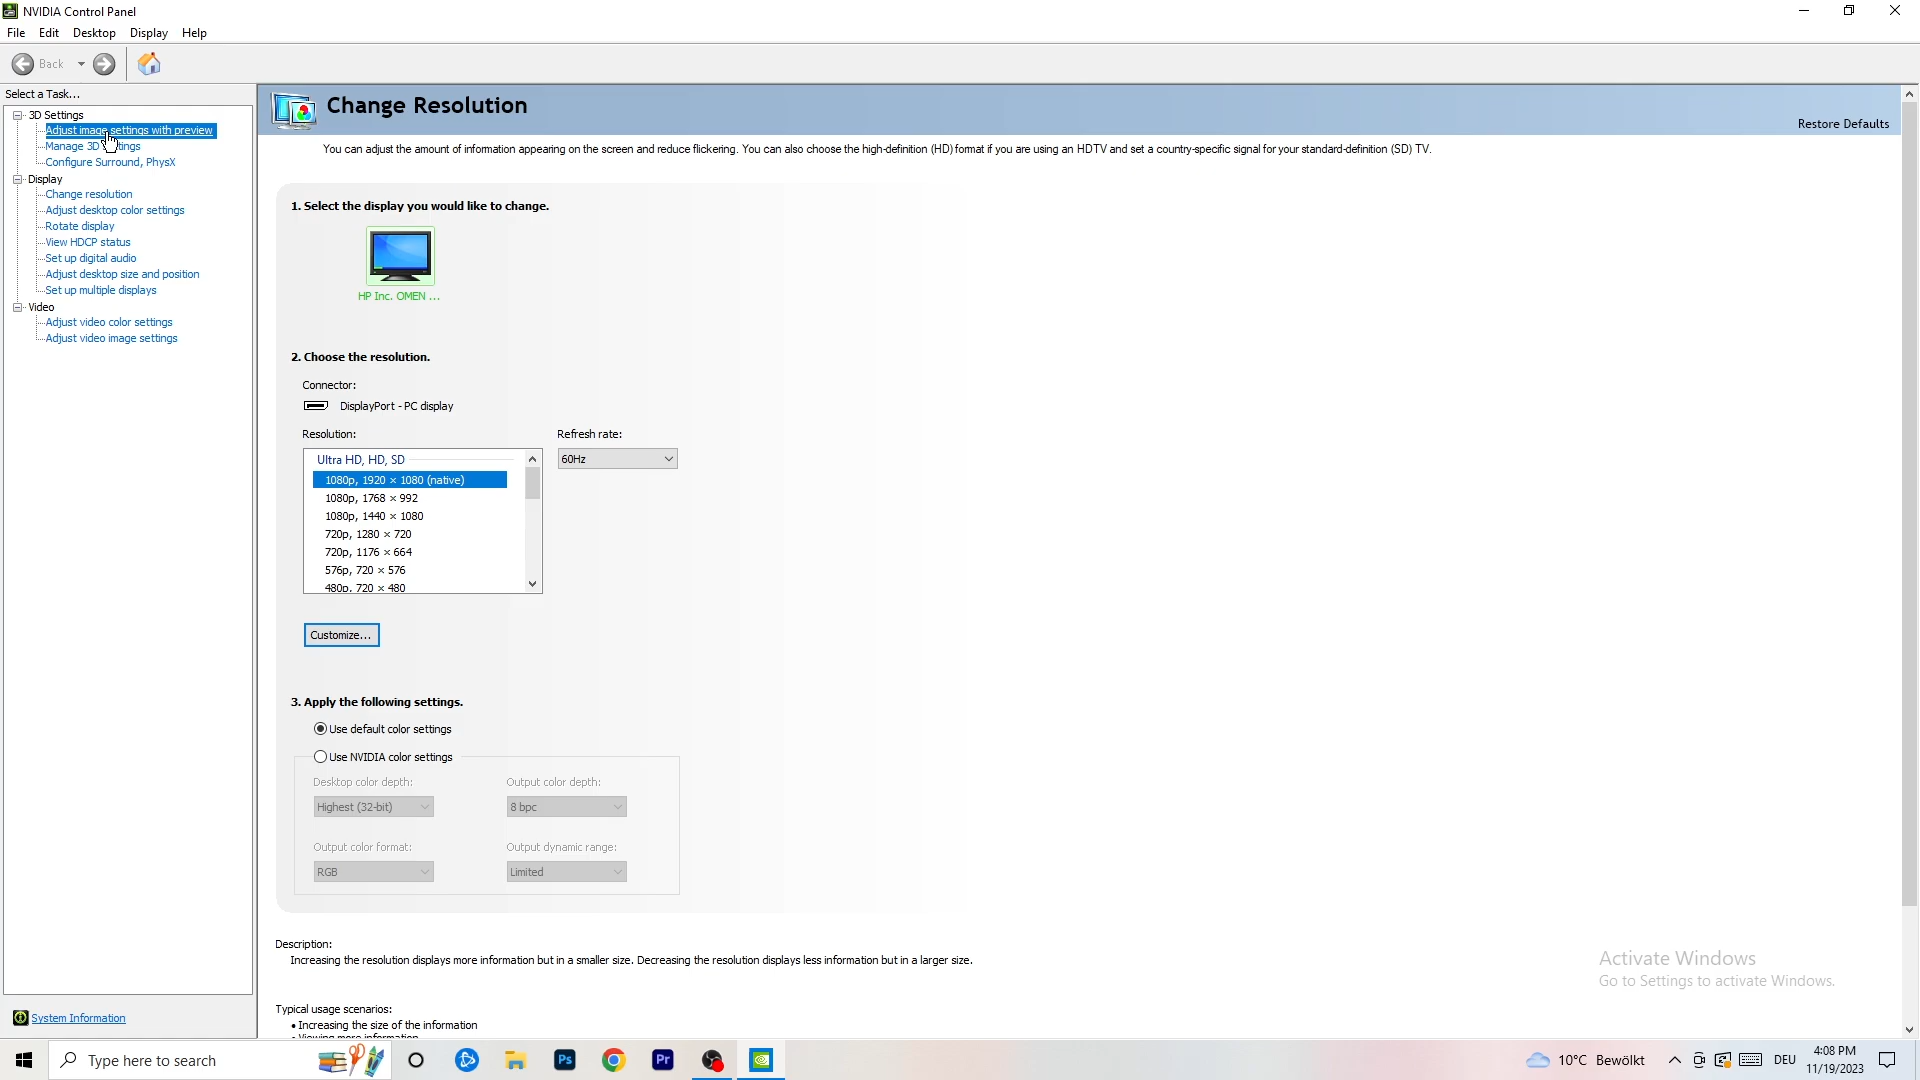 NVIDIA Control Panel
File Edit Desktop Display Help
Back
Select a Task...
3D Settings
Adjust image settings with preview
Manage 3D
Configure Surround, PhysX
Display
Change resolution
Adjust desktop color settings
Rotate display
View HDCP status
Set up digital audio
Adjust desktop size and position
Set up multiple displays
Video
Adjust video color settings
Adjust video image settings
System Information
Change Resolution
Restore Defaults
You can adjust the amount of information appearing on the screen and reduce flickering. You can also choose the high-definition (HD) format if you are using an HDTV and set a country-specific signal for your standard-definition (SD) TV.
1. Select the display you would like to change.
HP Inc. OMEN ...
2. Choose the resolution.
Connector:
DisplayPort - PC display
Resolution:
Refresh rate:
Ultra HD, HD, SD
60Hz
1080p, 1920 × 1080 (native)
1080p, 1768 × 992
1080p, 1440 × 1080
720p, 1280 × 720
720p, 1176 × 664
576p, 720 × 576
480p, 720 × 480
Customize...
3. Apply the following settings.
Use default color settings
Use NVIDIA color settings
Desktop color depth:
Output color depth:
Highest (32-bit)
8 bpc
Output color format:
Output dynamic range:
RGB
Limited
Description:
Increasing the resolution displays more information but in a smaller size. Decreasing the resolution displays less information but in a larger size.
Typical usage scenarios:
• Increasing the size of the information
• Viewing more information
Activate Windows
Go to Settings to activate Windows.
Type here to search
Ps
Pr
10°C Bewölkt
DEU
4:08 PM
11/19/2023